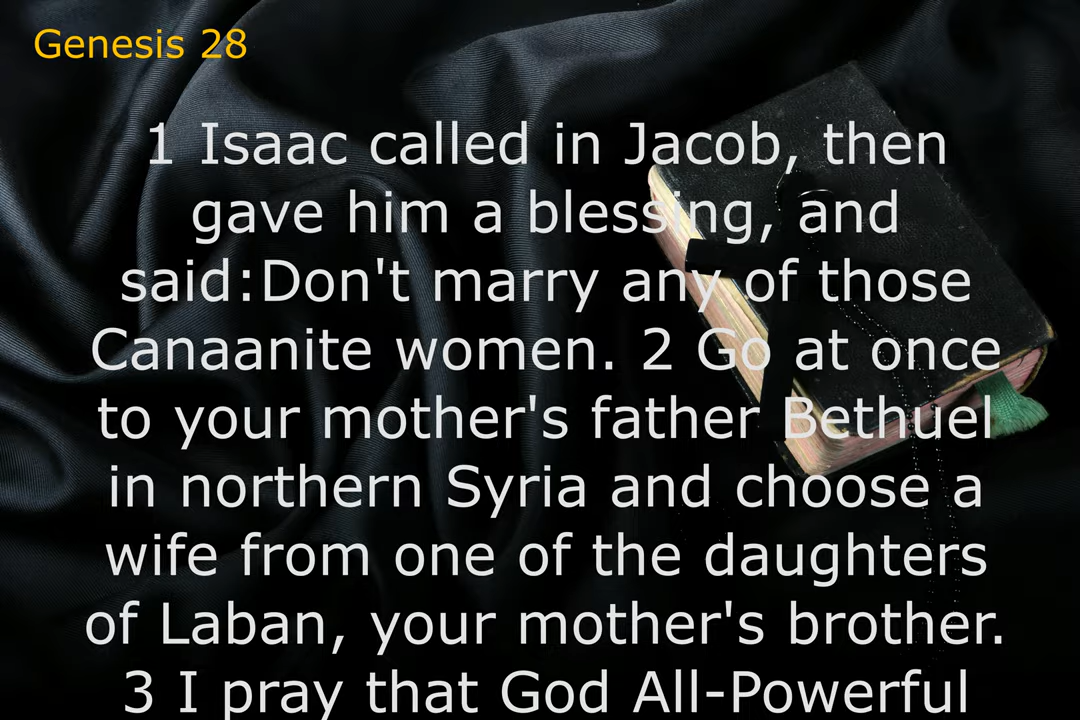 Genesis 28
1 Isaac called in Jacob, then
gave him a blessing, and
said:Don't marry any of those
Canaanite women. 2 Go at once
to your mother's father Bethuel
in northern Syria and choose a
wife from one of the daughters
of Laban, your mother's brother.
3 I pray that God All-Powerful